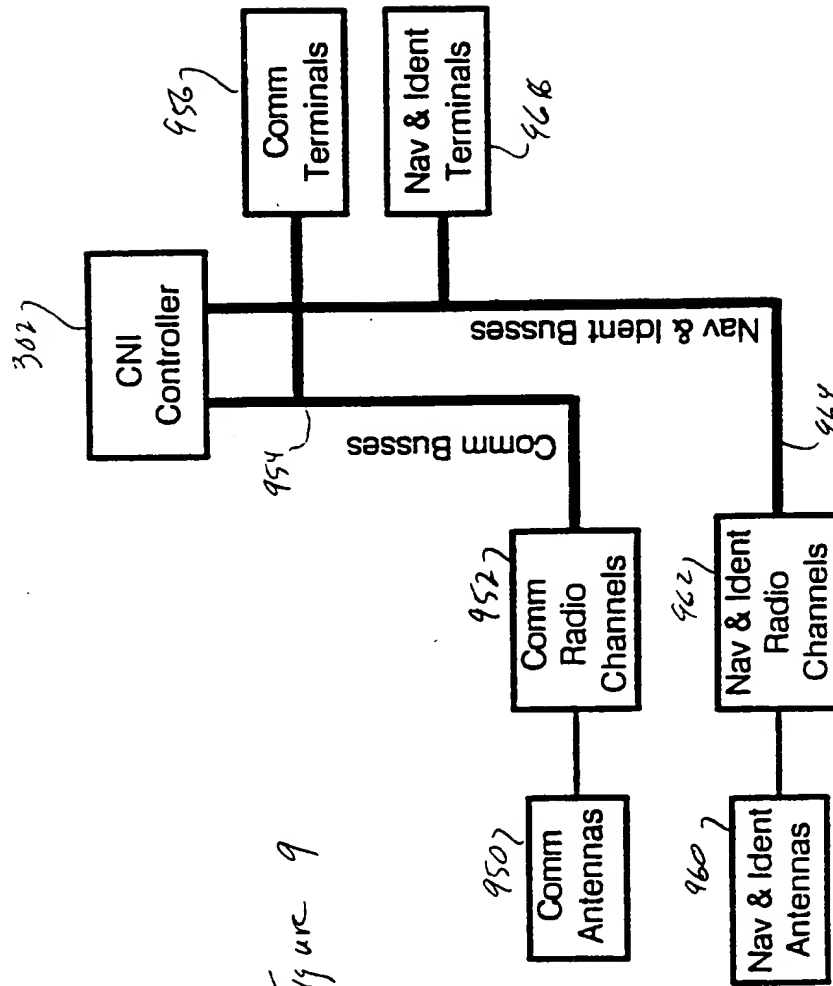 Figure 9
950
Comm
Antennas
960
Nav & Ident
Antennas
952
Comm
Radio
Channels
962
Nav & Ident
Radio
Channels
954
Comm Busses
964
Nav & Ident Busses
302
CNI
Controller
956
Comm
Terminals
966
Nav & Ident
Terminals